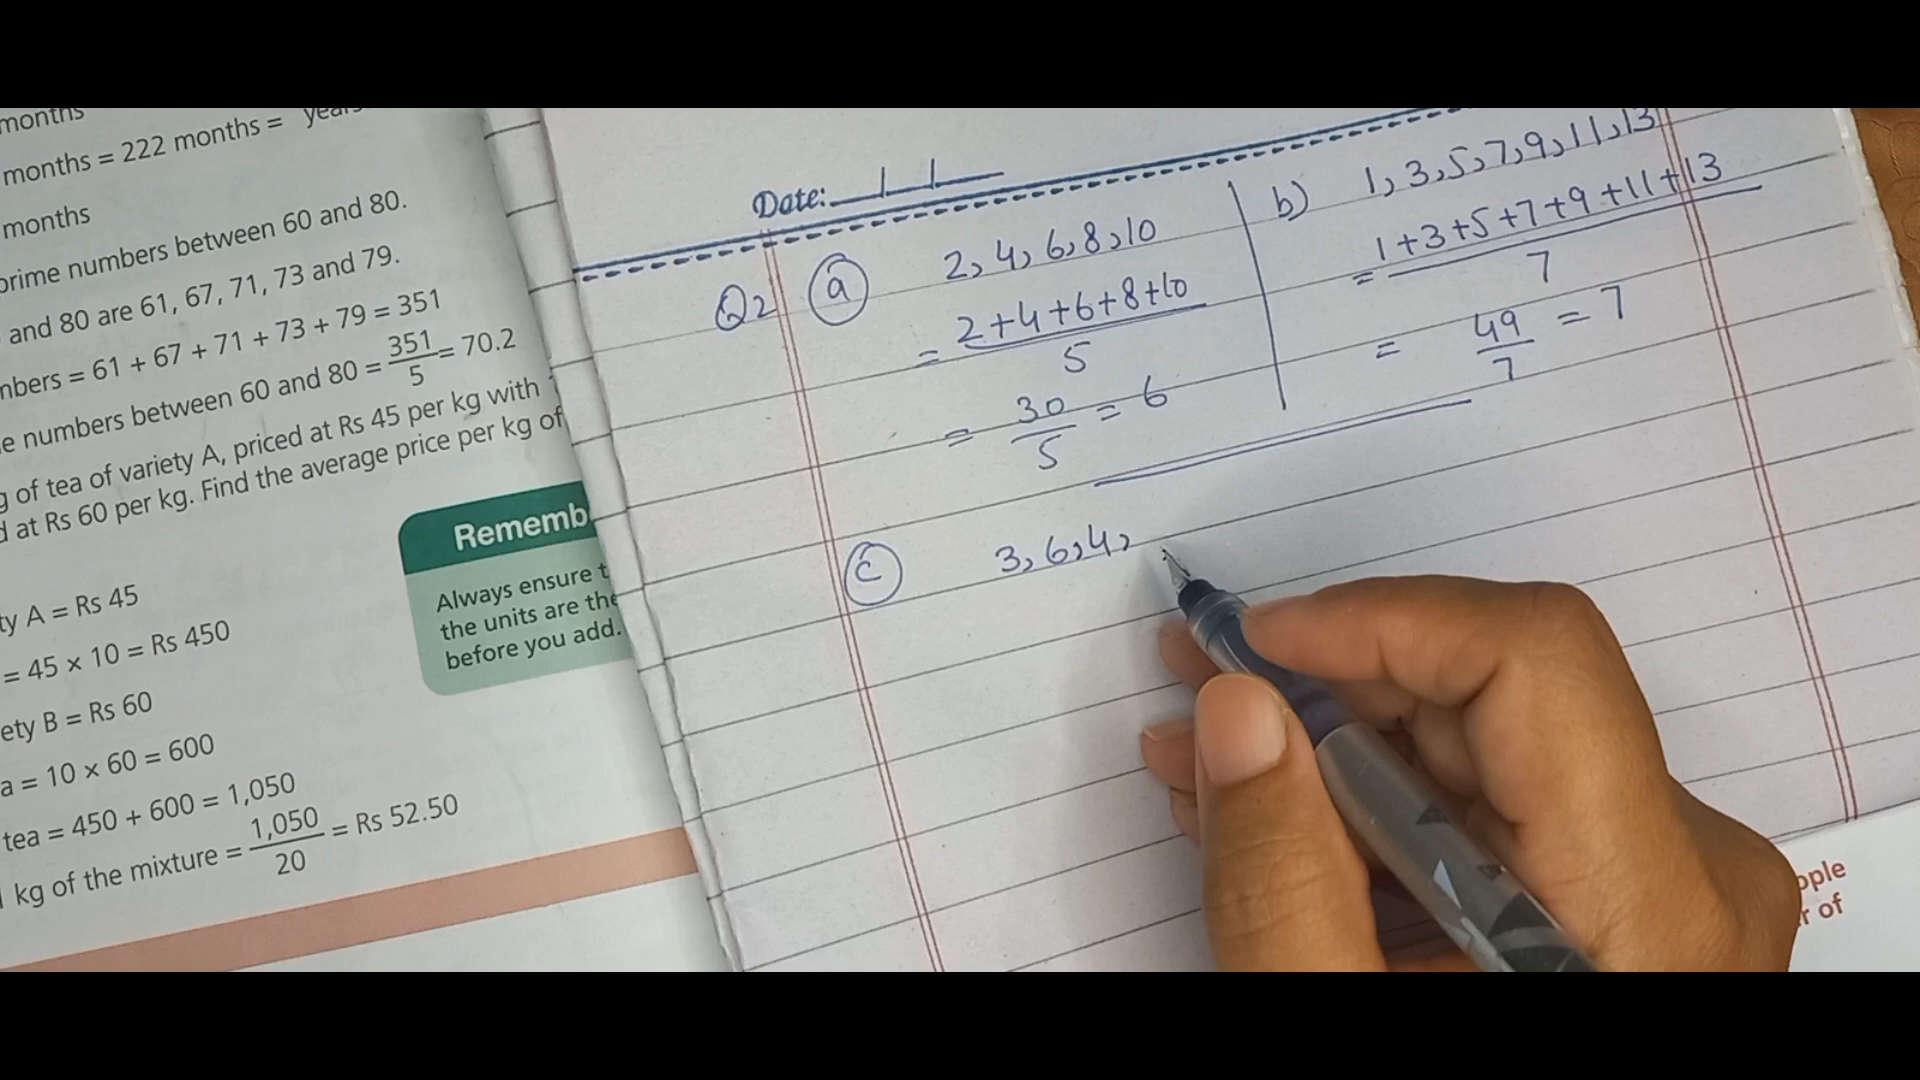 months
months = 222 months = years
months
prime numbers between 60 and 80.
and 80 are 61, 67, 71, 73 and 79.
mbers = 61 + 67 + 71 + 73 + 79 = 351
e numbers between 60 and 80 = 351/5 = 70.2
g of tea of variety A, priced at Rs 45 per kg with
d at Rs 60 per kg. Find the average price per kg of
ty A = Rs 45
= 45 × 10 = Rs 450
ety B = Rs 60
a = 10 × 60 = 600
tea = 450 + 600 = 1,050
kg of the mixture = 1,050/20 = Rs 52.50
Rememb
Always ensure t
the units are the
before you add.
Date:
Q2 a 2, 4, 6, 8, 10
= 2+4+6+8+10
5
= 30/5 = 6
b) 1, 3, 5, 7, 9, 11, 13
= 1+3+5+7+9+11+13
7
= 49/7 = 7
c 3, 6, 4,
ople
r of